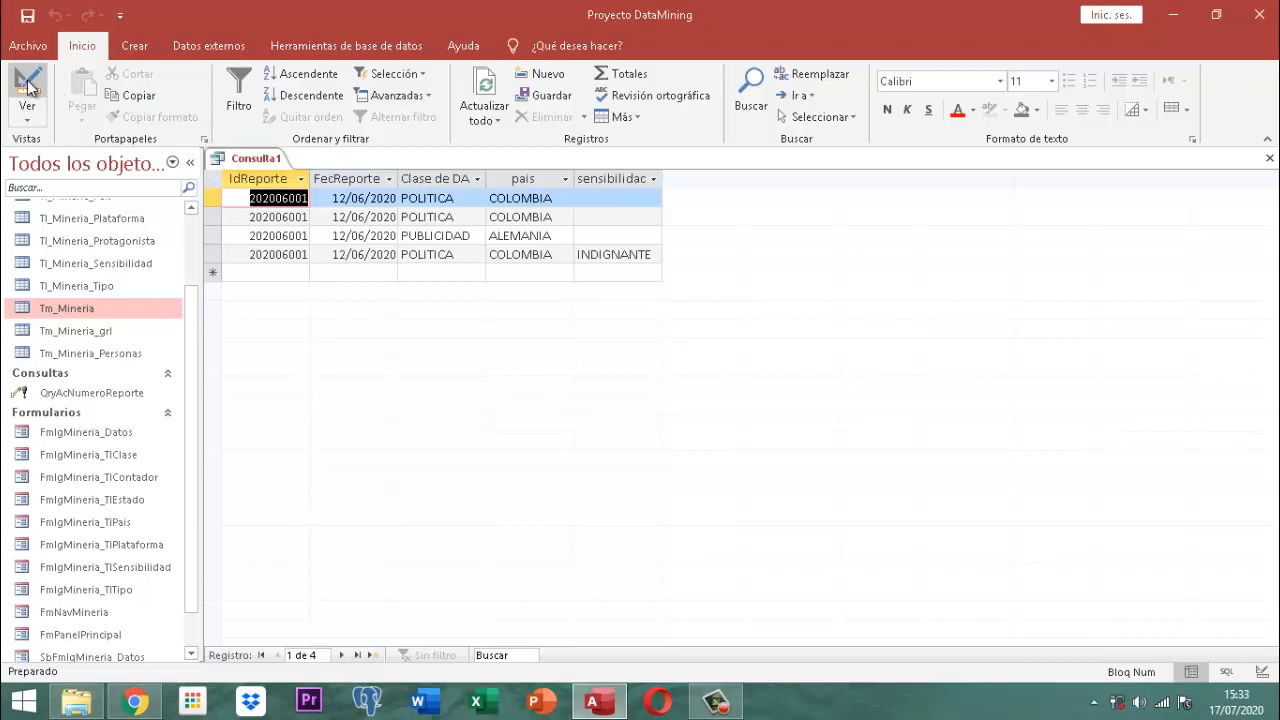 Proyecto DataMining
Inic. ses.
Archivo Inicio Crear Datos externos Herramientas de base de datos Ayuda ¿Qué desea hacer?
Ver
Vistas
Pegar
Cortar
Copiar
Copiar formato
Portapapeles
Filtro
Ascendente
Descendente
Quitar orden
Selección
Avanzadas
Alternar filtro
Ordenar y filtrar
Actualizar
todo
Nuevo
Guardar
Eliminar
Totales
Revisión ortográfica
Más
Registros
Buscar
Reemplazar
Ir a
Seleccionar
Buscar
Calibri 11
N K S
Formato de texto
Todos los objeto...
Buscar...
Tl_Mineria_Plataforma
Tl_Mineria_Protagonista
Tl_Mineria_Sensibilidad
Tl_Mineria_Tipo
Tm_Mineria
Tm_Mineria_grl
Tm_Mineria_Personas
Consultas
QryAcNumeroReporte
Formularios
FmIgMineria_Datos
FmIgMineria_TlClase
FmIgMineria_TlContador
FmIgMineria_TlEstado
FmIgMineria_TlPais
FmIgMineria_TlPlataforma
FmIgMineria_TlSensibilidad
FmIgMineria_TlTipo
FmNavMineria
FmPanelPrincipal
SbFmIgMineria_Datos
Consulta1
IdReporte FecReporte Clase de DA pais sensibilidac
202006001 12/06/2020 POLITICA COLOMBIA
202006001 12/06/2020 POLITICA COLOMBIA
202006001 12/06/2020 PUBLICIDAD ALEMANIA
202006001 12/06/2020 POLITICA COLOMBIA INDIGNANTE
Registro: 1 de 4 Sin filtro Buscar
Preparado
Bloq Num
SQL
15:33
17/07/2020